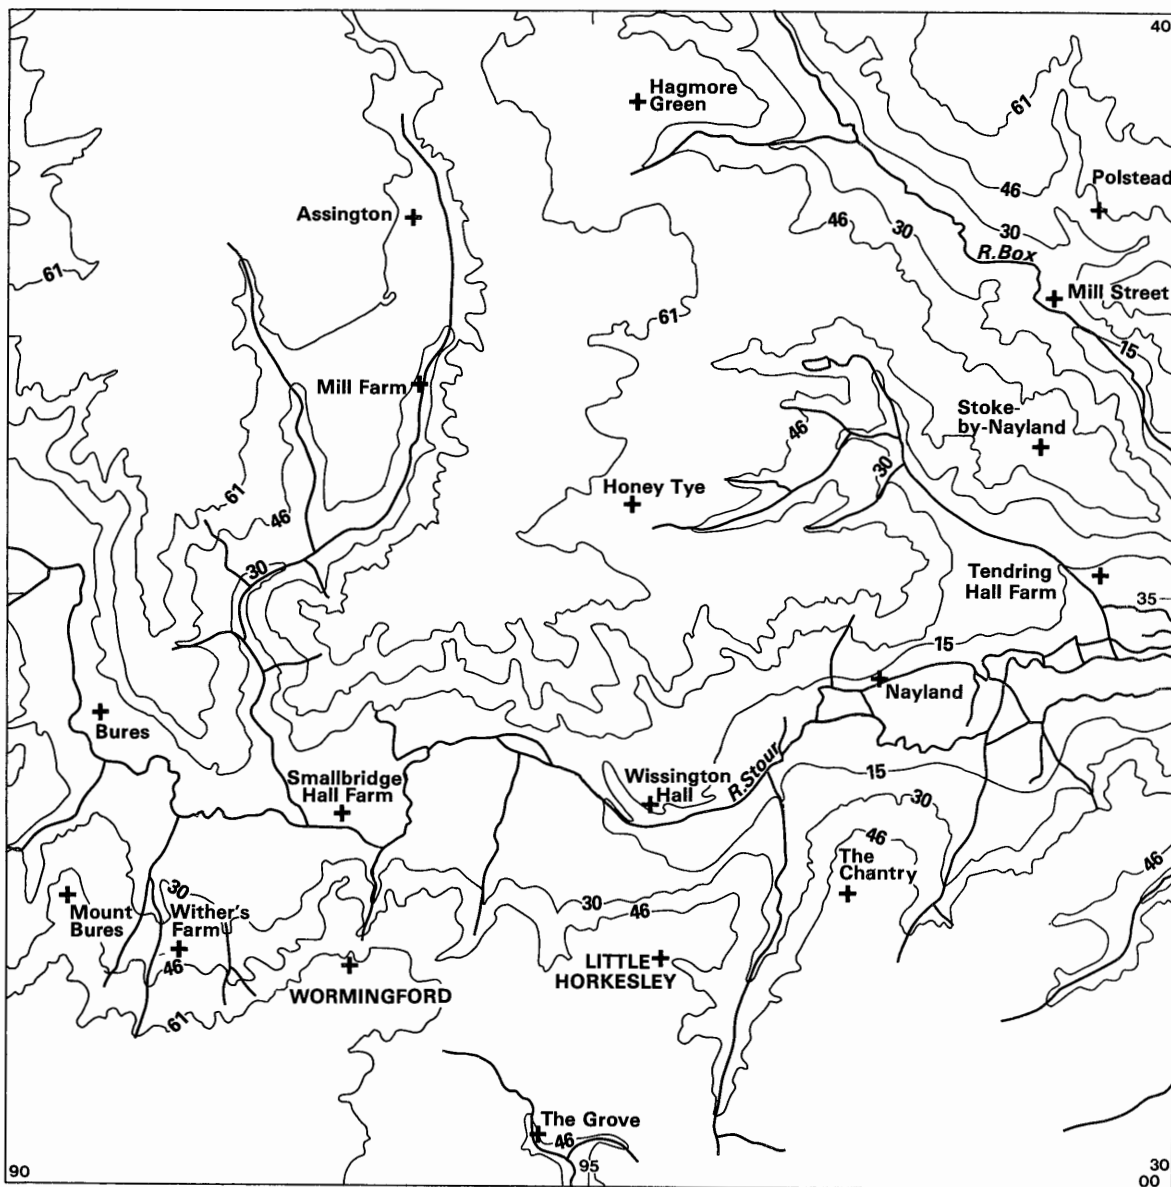 40
Hagmore
Green
61
Polstead
46
Assington
46
30
30
R.Box
61
Mill Street
61
15
Mill Farm
Stoke-
by-Nayland
46
30
Honey Tye
61
46
30
Tendring
Hall Farm
35
15
Nayland
Bures
Smallbridge
Hall Farm
Wissington
Hall
R.Stour
15
30
46
The
Chantry
46
30
Mount
Bures
Wither's
Farm
30
46
46
LITTLE
HORKESLEY
WORMINGFORD
61
The Grove
46
90
95
30
00